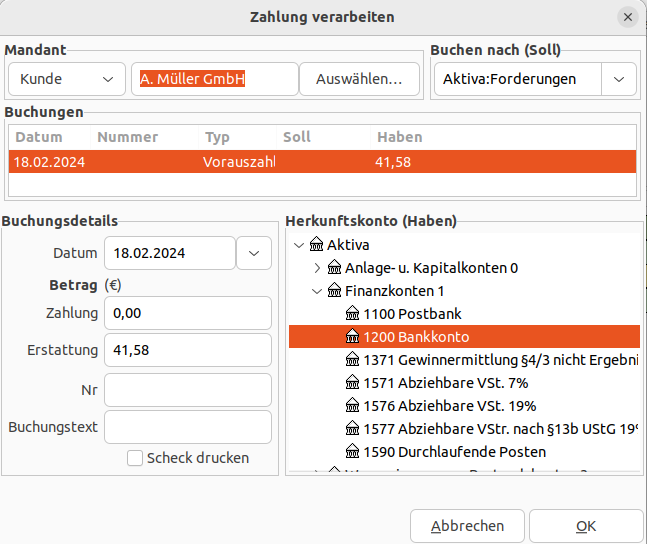 Zahlung verarbeiten
Mandant
Kunde
A. Müller GmbH
Auswählen...
Buchen nach (Soll)
Aktiva:Forderungen
Buchungen
Datum Nummer Typ Soll Haben
18.02.2024 Vorauszahl 41,58
Buchungsdetails
Datum 18.02.2024
Betrag (€)
Zahlung 0,00
Erstattung 41,58
Nr
Buchungstext
Scheck drucken
Herkunftskonto (Haben)
Aktiva
Anlage- u. Kapitalkonten 0
Finanzkonten 1
1100 Postbank
1200 Bankkonto
1371 Gewinnermittlung §4/3 nicht Ergebni
1571 Abziehbare VSt. 7%
1576 Abziehbare VSt. 19%
1577 Abziehbare VStr. nach §13b UStG 19%
1590 Durchlaufende Posten
Abbrechen
OK